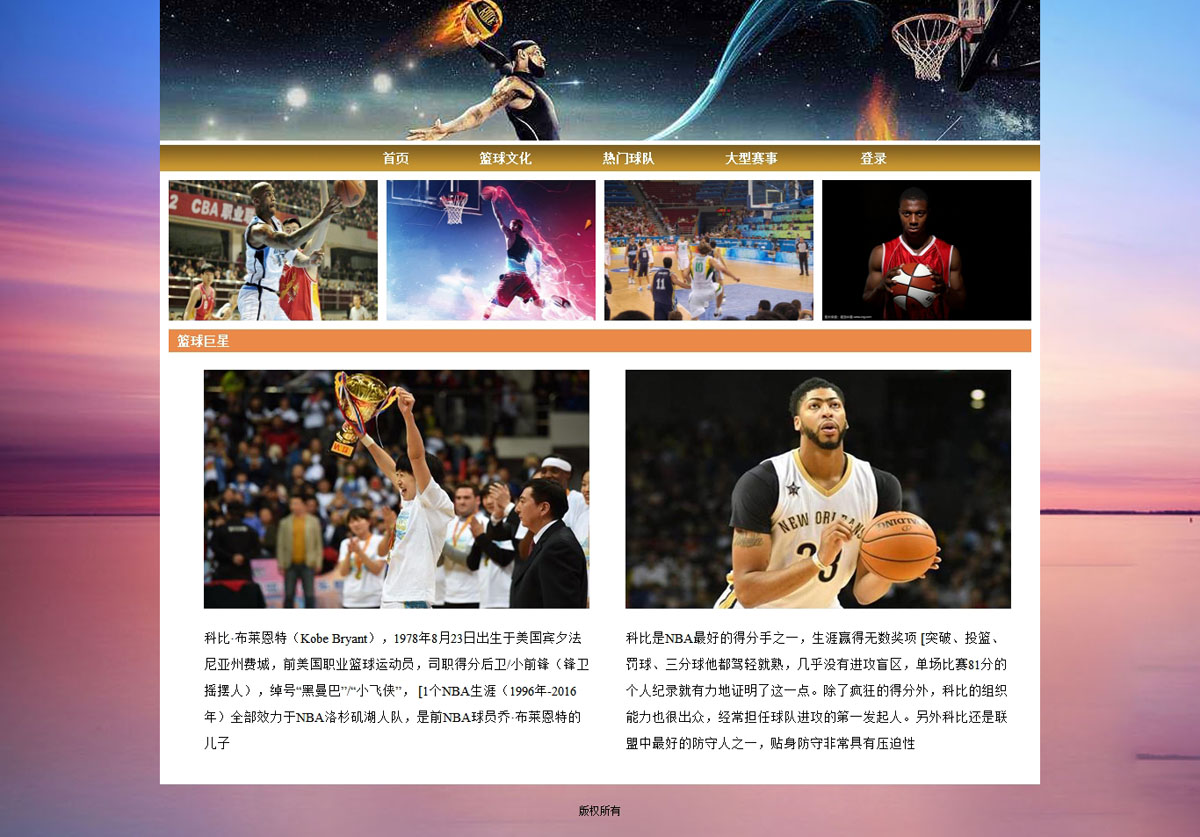 首页 篮球文化 热门球队 大型赛事 登录
2 CBA 职业联
11
篮球巨星
NEW ORLEANS
23
科比·布莱恩特（Kobe Bryant），1978年8月23日出生于美国宾夕法
尼亚州费城，前美国职业篮球运动员，司职得分后卫/小前锋（锋卫
摇摆人），绰号“黑曼巴”/“小飞侠”， [1个NBA生涯（1996年-2016
年）全部效力于NBA洛杉矶湖人队，是前NBA球员乔·布莱恩特的
儿子
科比是NBA最好的得分手之一，生涯赢得无数奖项 [突破、投篮、
罚球、三分球他都驾轻就熟，几乎没有进攻盲区，单场比赛81分的
个人纪录就有力地证明了这一点。除了疯狂的得分外，科比的组织
能力也很出众，经常担任球队进攻的第一发起人。另外科比还是联
盟中最好的防守人之一，贴身防守非常具有压迫性
版权所有